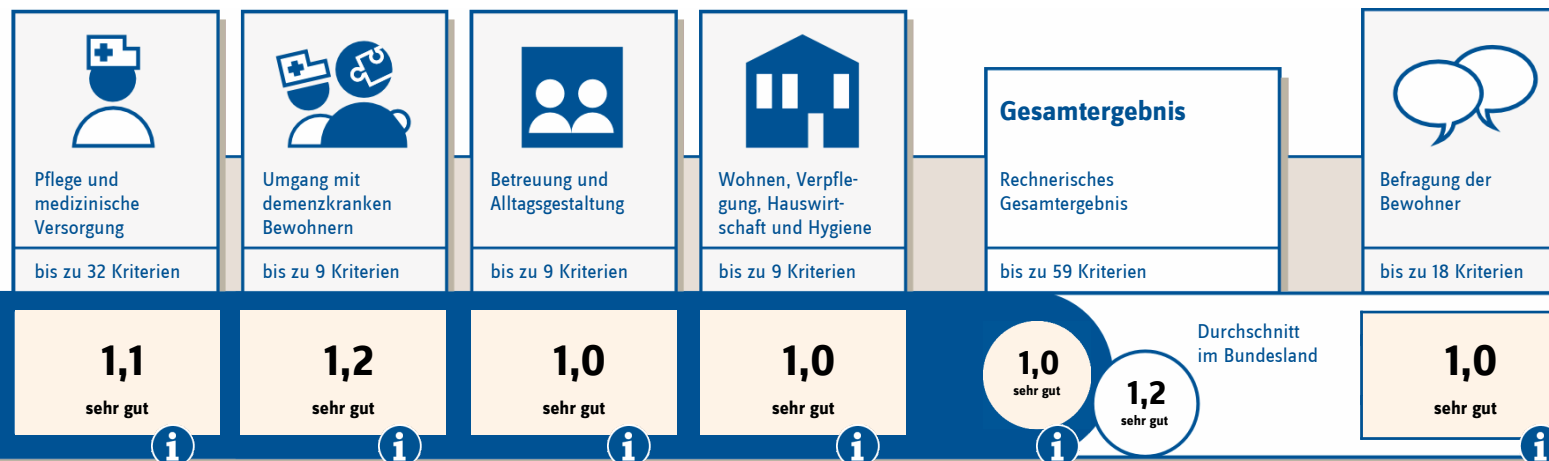 Pflege und
medizinische
Versorgung
bis zu 32 Kriterien
1,1
sehr gut
i
Umgang mit
demenzkranken
Bewohnern
bis zu 9 Kriterien
1,2
sehr gut
i
Betreuung und
Alltagsgestaltung
bis zu 9 Kriterien
1,0
sehr gut
i
Wohnen, Verpfle-
gung, Hauswirt-
schaft und Hygiene
bis zu 9 Kriterien
1,0
sehr gut
i
Gesamtergebnis
Rechnerisches
Gesamtergebnis
bis zu 59 Kriterien
1,0
sehr gut
i
Durchschnitt
im Bundesland
1,2
sehr gut
Befragung der
Bewohner
bis zu 18 Kriterien
1,0
sehr gut
i